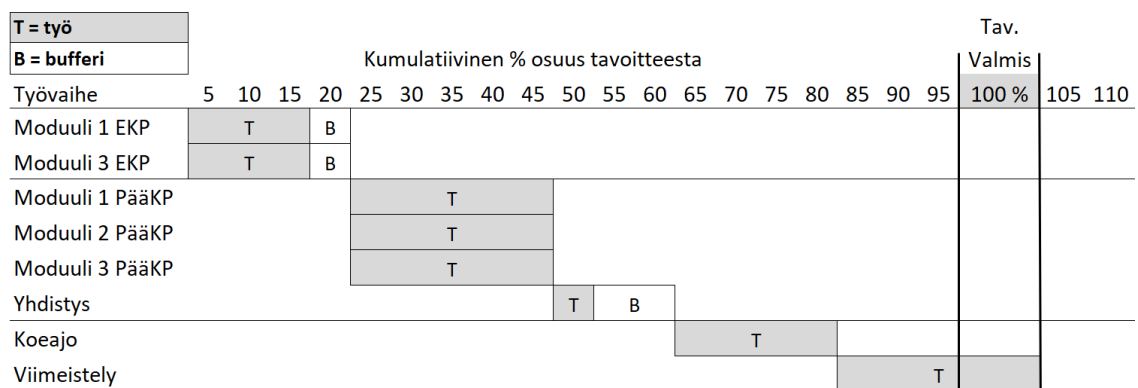 T = työ
Tav.
B = bufferi Kumulatiivinen % osuus tavoitteesta Valmis
Työvaihe 5 10 15 20 25 30 35 40 45 50 55 60 65 70 75 80 85 90 95 100 % 105 110
Moduuli 1 EKP T B
Moduuli 3 EKP T B
Moduuli 1 PääKP T
Moduuli 2 PääKP T
Moduuli 3 PääKP T
Yhdistys T B
Koeajo T
Viimeistely T